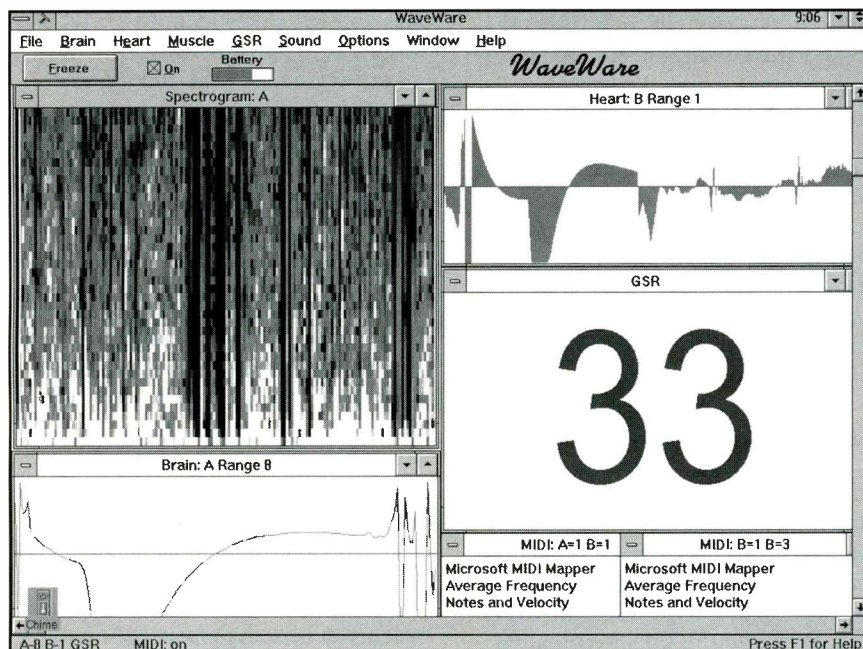 WaveWare
9:06
File Brain Heart Muscle GSR Sound Options Window Help
Freeze
On
Battery
WaveWare
Spectrogram: A
Heart: B Range 1
GSR
33
Brain: A Range 8
MIDI: A=1 B=1
MIDI: B=1 B=3
Microsoft MIDI Mapper
Average Frequency
Notes and Velocity
Microsoft MIDI Mapper
Average Frequency
Notes and Velocity
Chime
A-8 B-1 GSR MIDI: on
Press F1 for Help